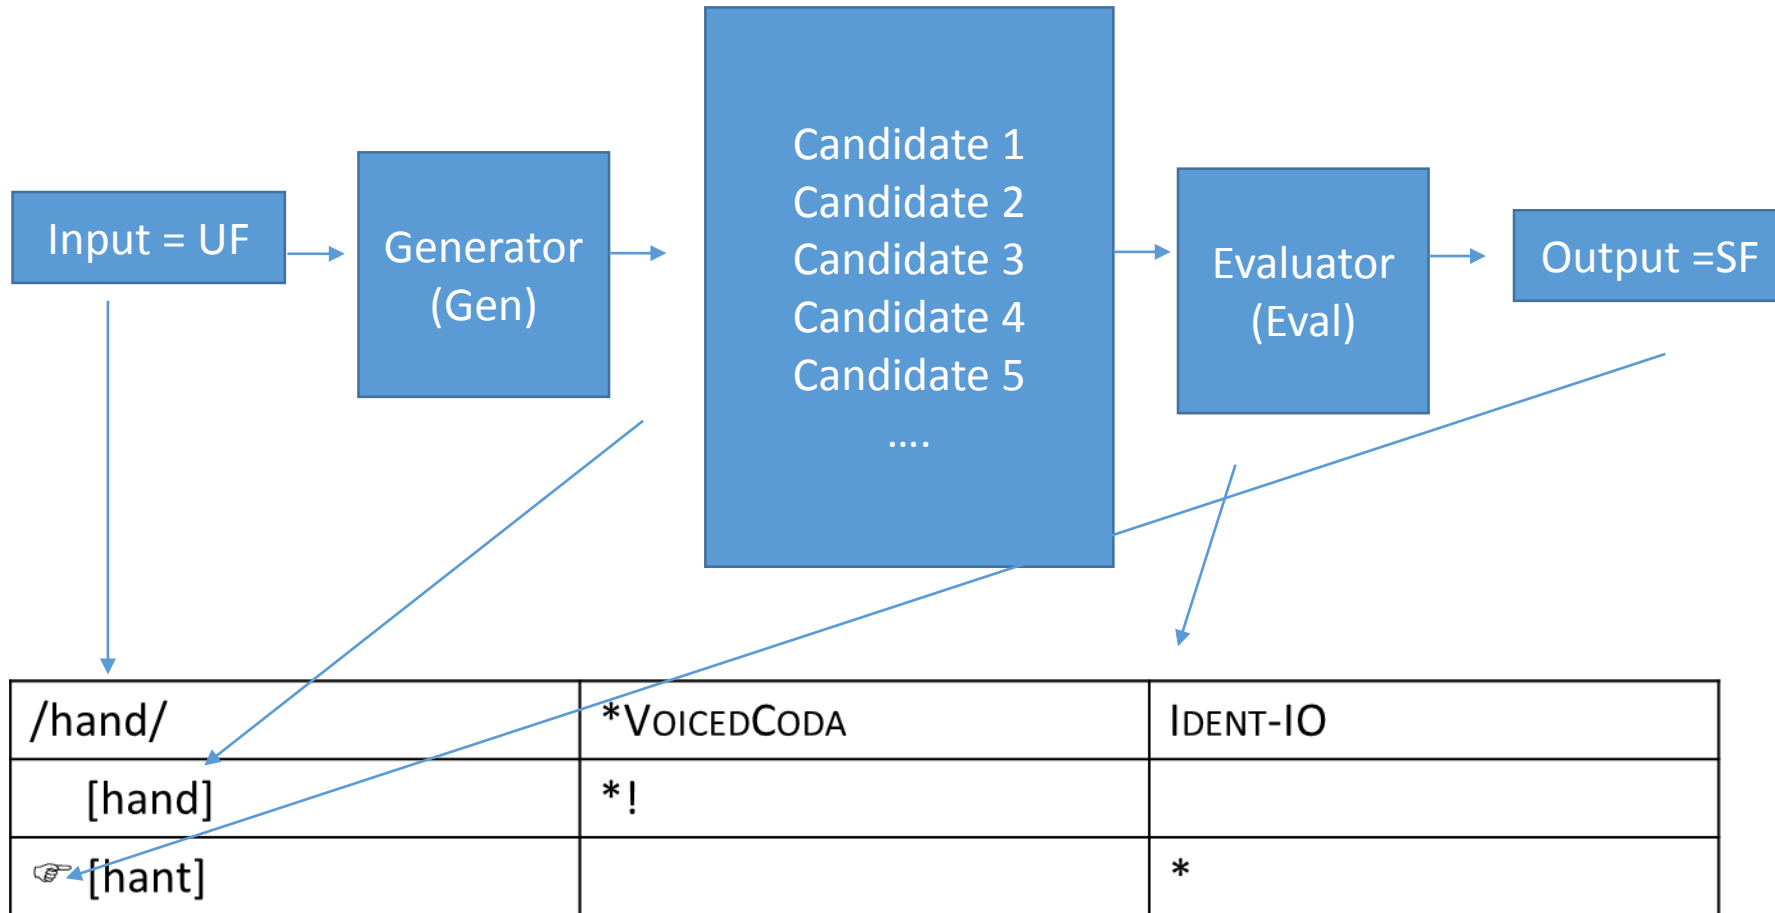 Input = UF
Generator
(Gen)
Candidate 1
Candidate 2
Candidate 3
Candidate 4
Candidate 5
….
Evaluator
(Eval)
Output =SF
/hand/ *VOICEDCODA IDENT-IO
[hand] *!
☞ [hant] *